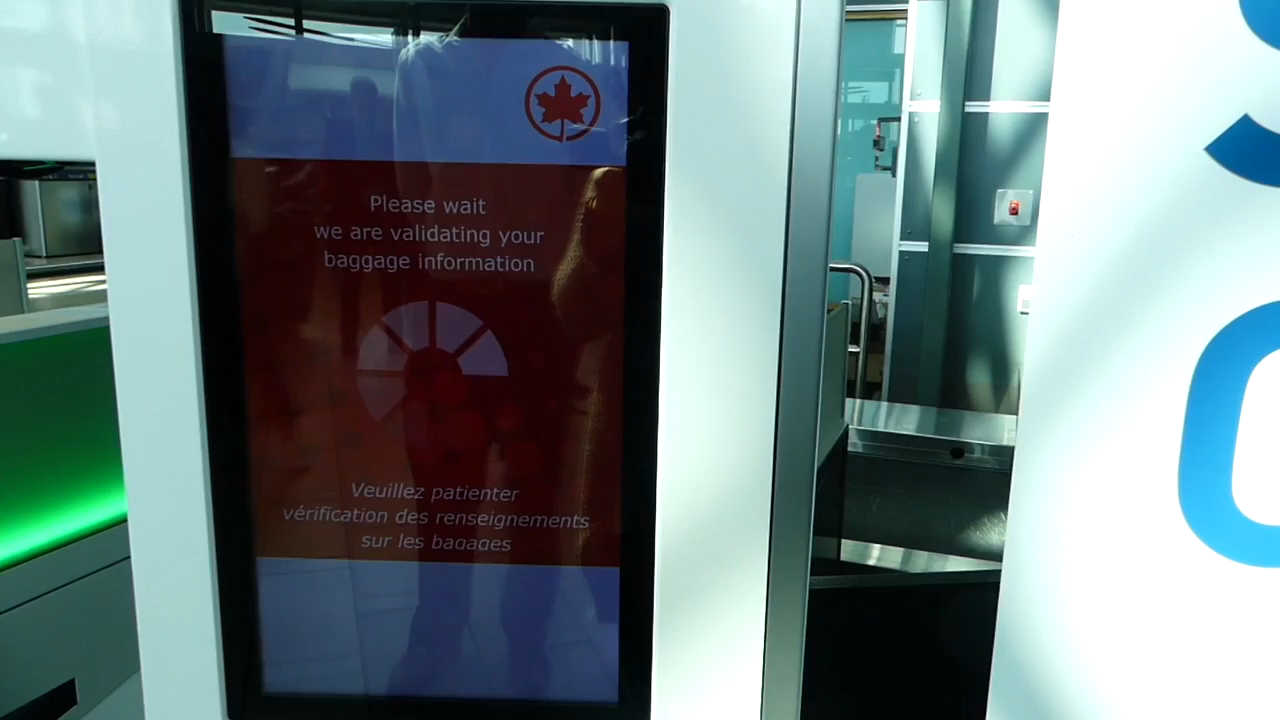 Please wait
we are validating your
baggage information
Veuillez patienter
vérification des renseignements
sur les bagages